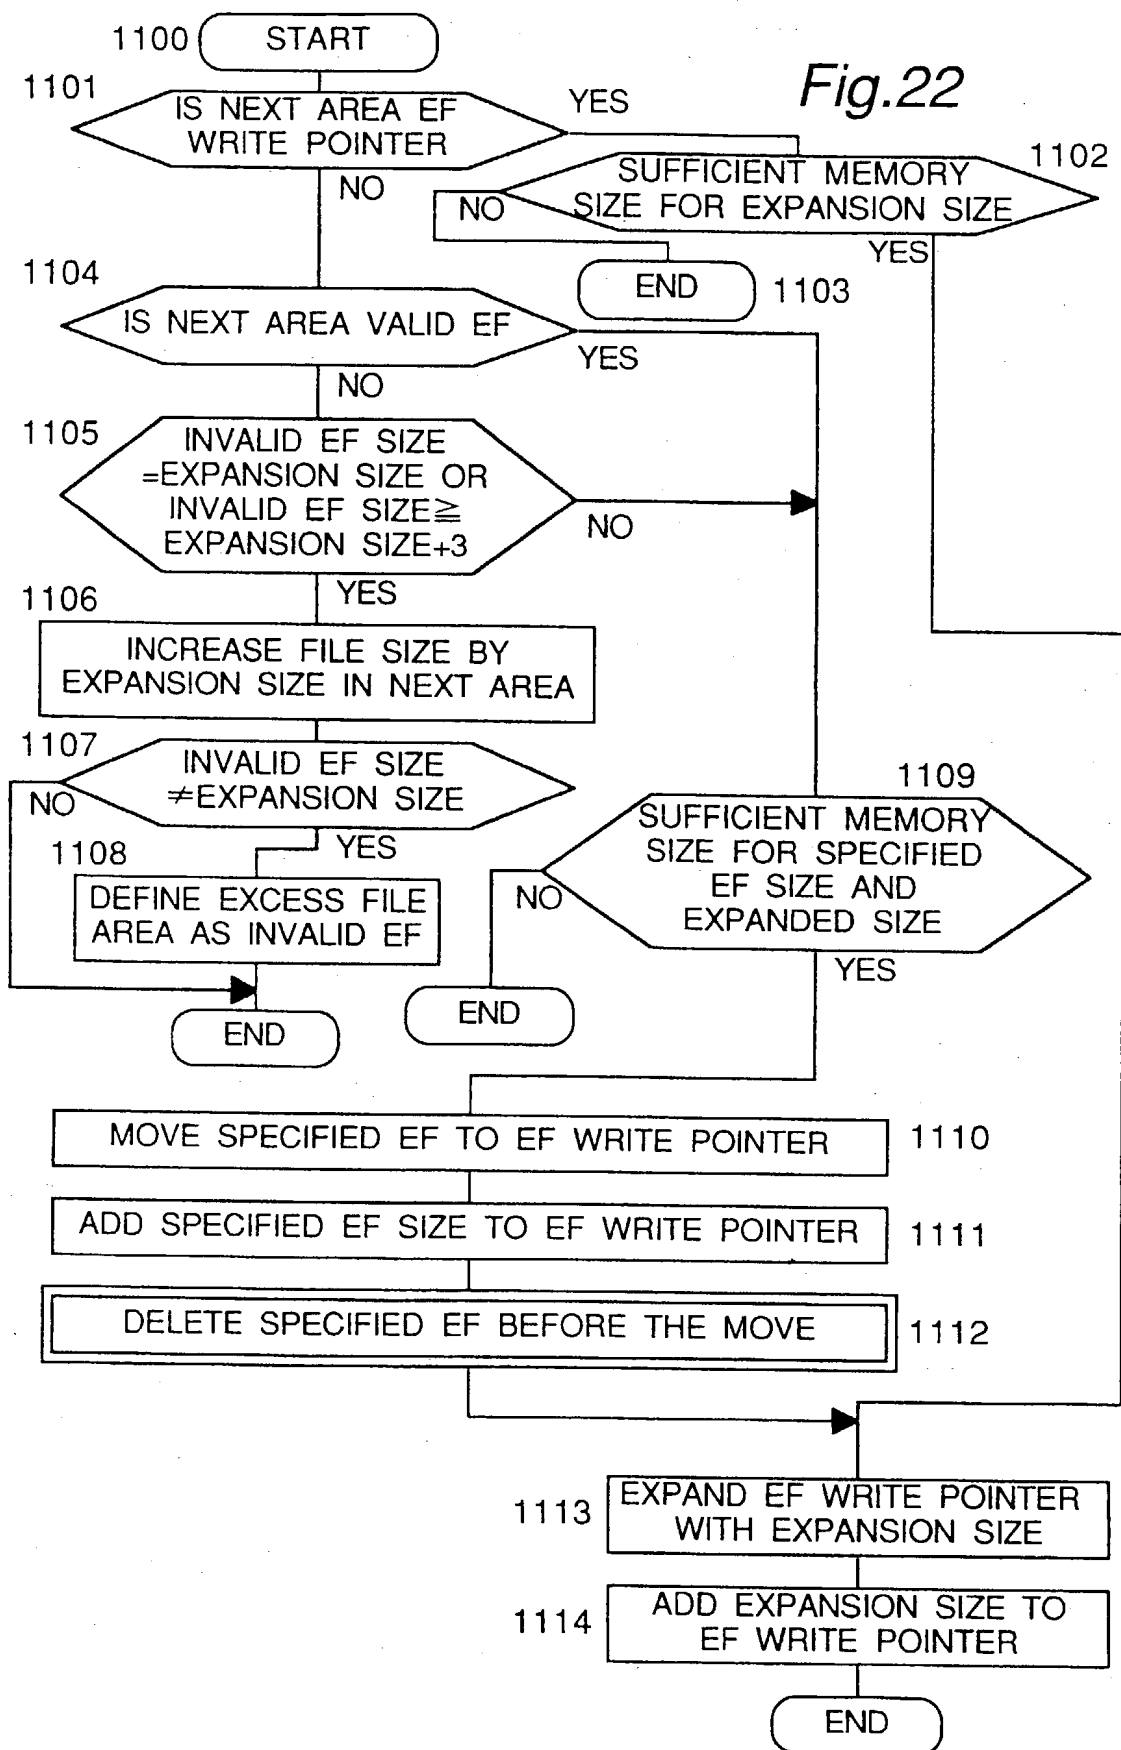 1100
START
Fig.22
1101
IS NEXT AREA EF
WRITE POINTER
YES
NO
1102
SUFFICIENT MEMORY
SIZE FOR EXPANSION SIZE
NO
YES
END
1103
1104
IS NEXT AREA VALID EF
YES
NO
1105
INVALID EF SIZE
=EXPANSION SIZE OR
INVALID EF SIZE≧
EXPANSION SIZE+3
NO
YES
1106
INCREASE FILE SIZE BY
EXPANSION SIZE IN NEXT AREA
1107
INVALID EF SIZE
≠EXPANSION SIZE
NO
YES
1108
DEFINE EXCESS FILE
AREA AS INVALID EF
END
1109
SUFFICIENT MEMORY
SIZE FOR SPECIFIED
EF SIZE AND
EXPANDED SIZE
NO
YES
END
MOVE SPECIFIED EF TO EF WRITE POINTER
1110
ADD SPECIFIED EF SIZE TO EF WRITE POINTER
1111
DELETE SPECIFIED EF BEFORE THE MOVE
1112
1113
EXPAND EF WRITE POINTER
WITH EXPANSION SIZE
1114
ADD EXPANSION SIZE TO
EF WRITE POINTER
END